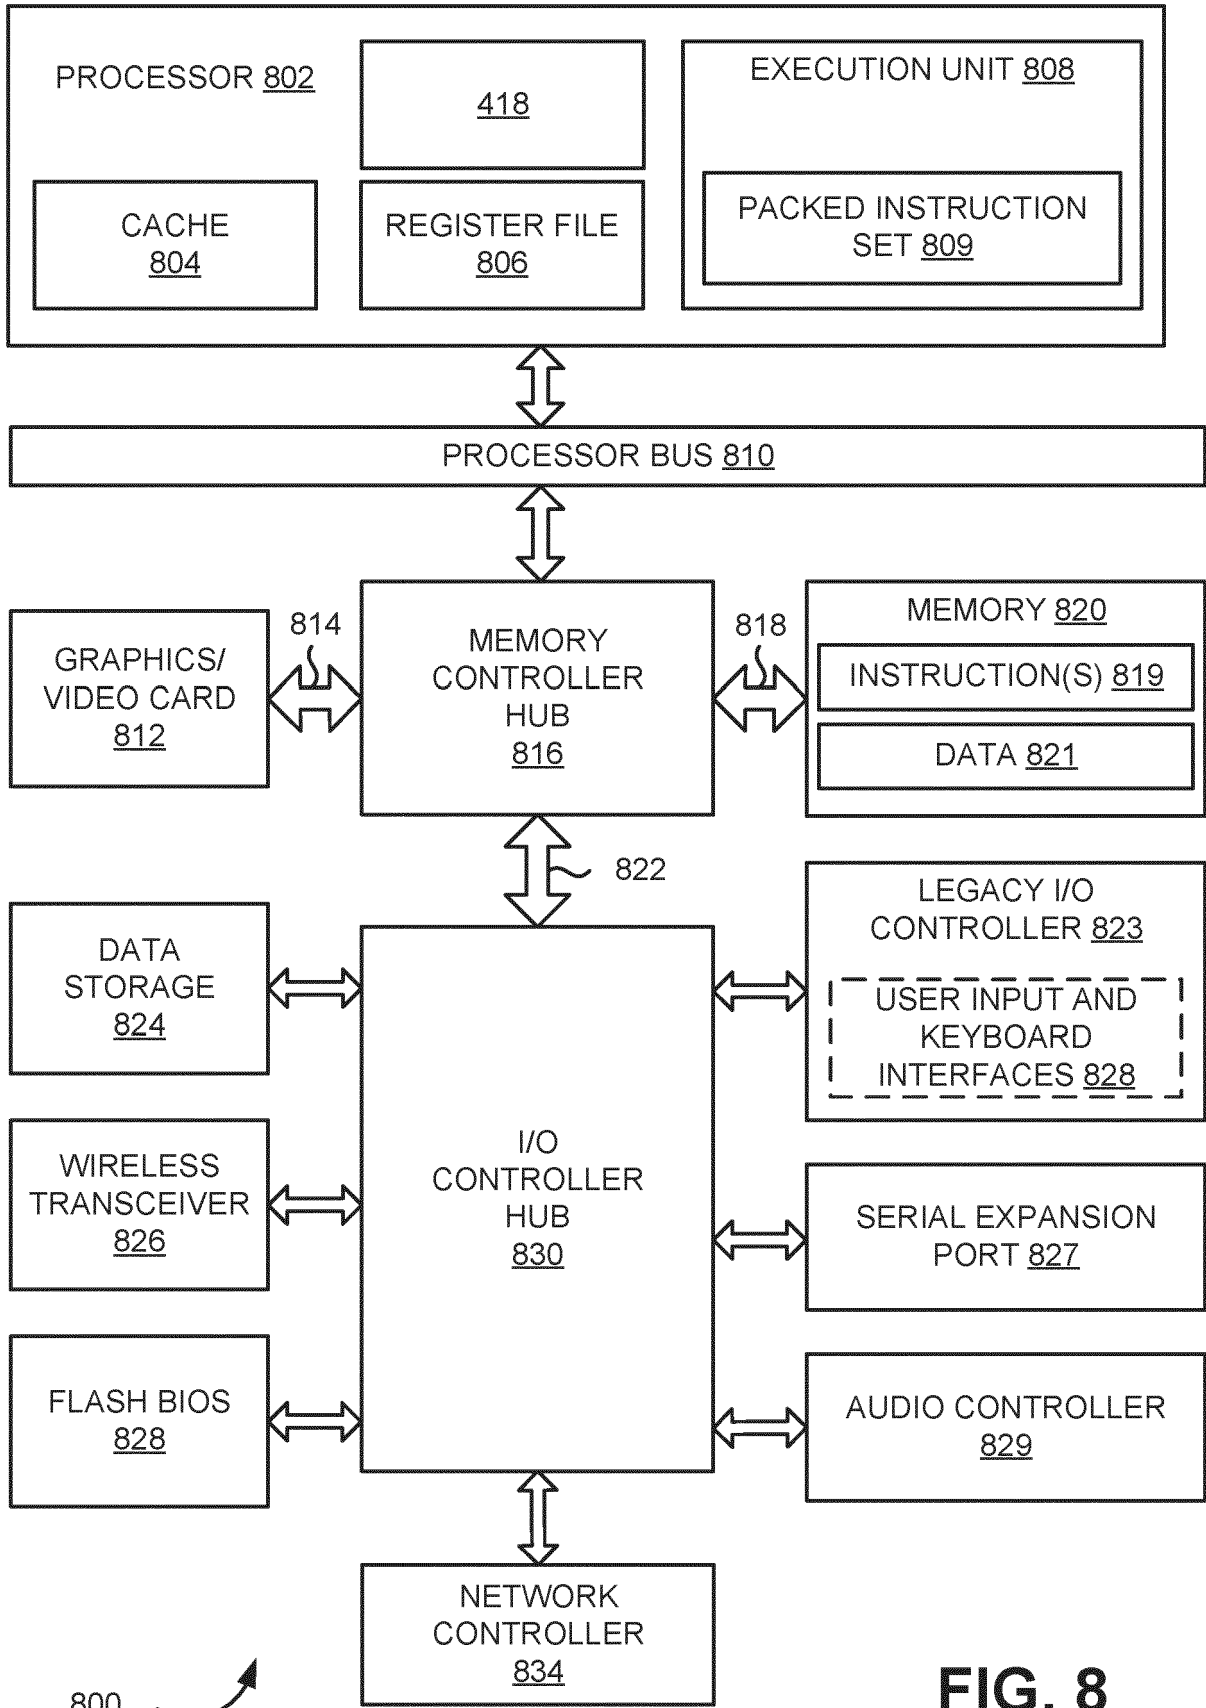 PROCESSOR 802
418
EXECUTION UNIT 808
CACHE
804
REGISTER FILE
806
PACKED INSTRUCTION
SET 809
PROCESSOR BUS 810
GRAPHICS/
VIDEO CARD
812
814
MEMORY
CONTROLLER
HUB
816
818
MEMORY 820
INSTRUCTION(S) 819
DATA 821
822
DATA
STORAGE
824
LEGACY I/O
CONTROLLER 823
USER INPUT AND
KEYBOARD
INTERFACES 828
WIRELESS
TRANSCEIVER
826
I/O
CONTROLLER
HUB
830
SERIAL EXPANSION
PORT 827
FLASH BIOS
828
AUDIO CONTROLLER
829
NETWORK
CONTROLLER
834
800
FIG. 8